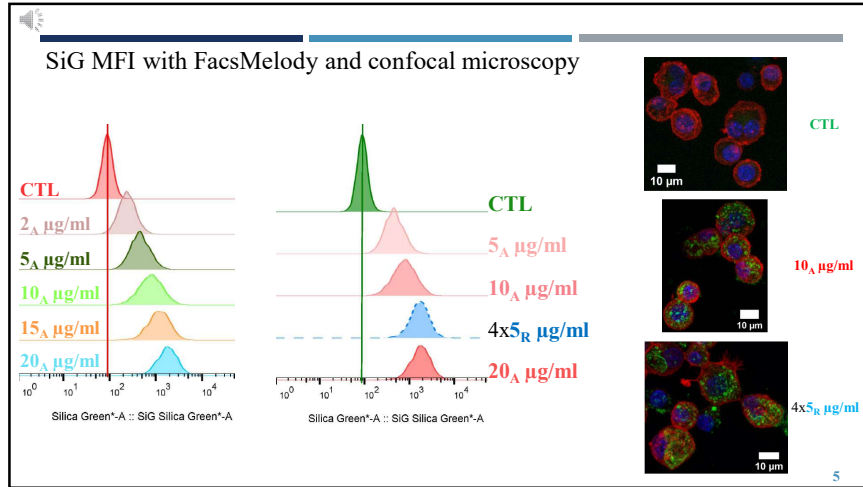 SiG MFI with FacsMelody and confocal microscopy
CTL
2A µg/ml
5A µg/ml
10A µg/ml
15A µg/ml
20A µg/ml
10⁰ 10¹ 10² 10³ 10⁴
Silica Green*-A :: SiG Silica Green*-A
CTL
5A µg/ml
10A µg/ml
4x5R µg/ml
20A µg/ml
10⁰ 10¹ 10² 10³ 10⁴
Silica Green*-A :: SiG Silica Green*-A
10 µm
CTL
10 µm
10A µg/ml
10 µm
4x5R µg/ml
5